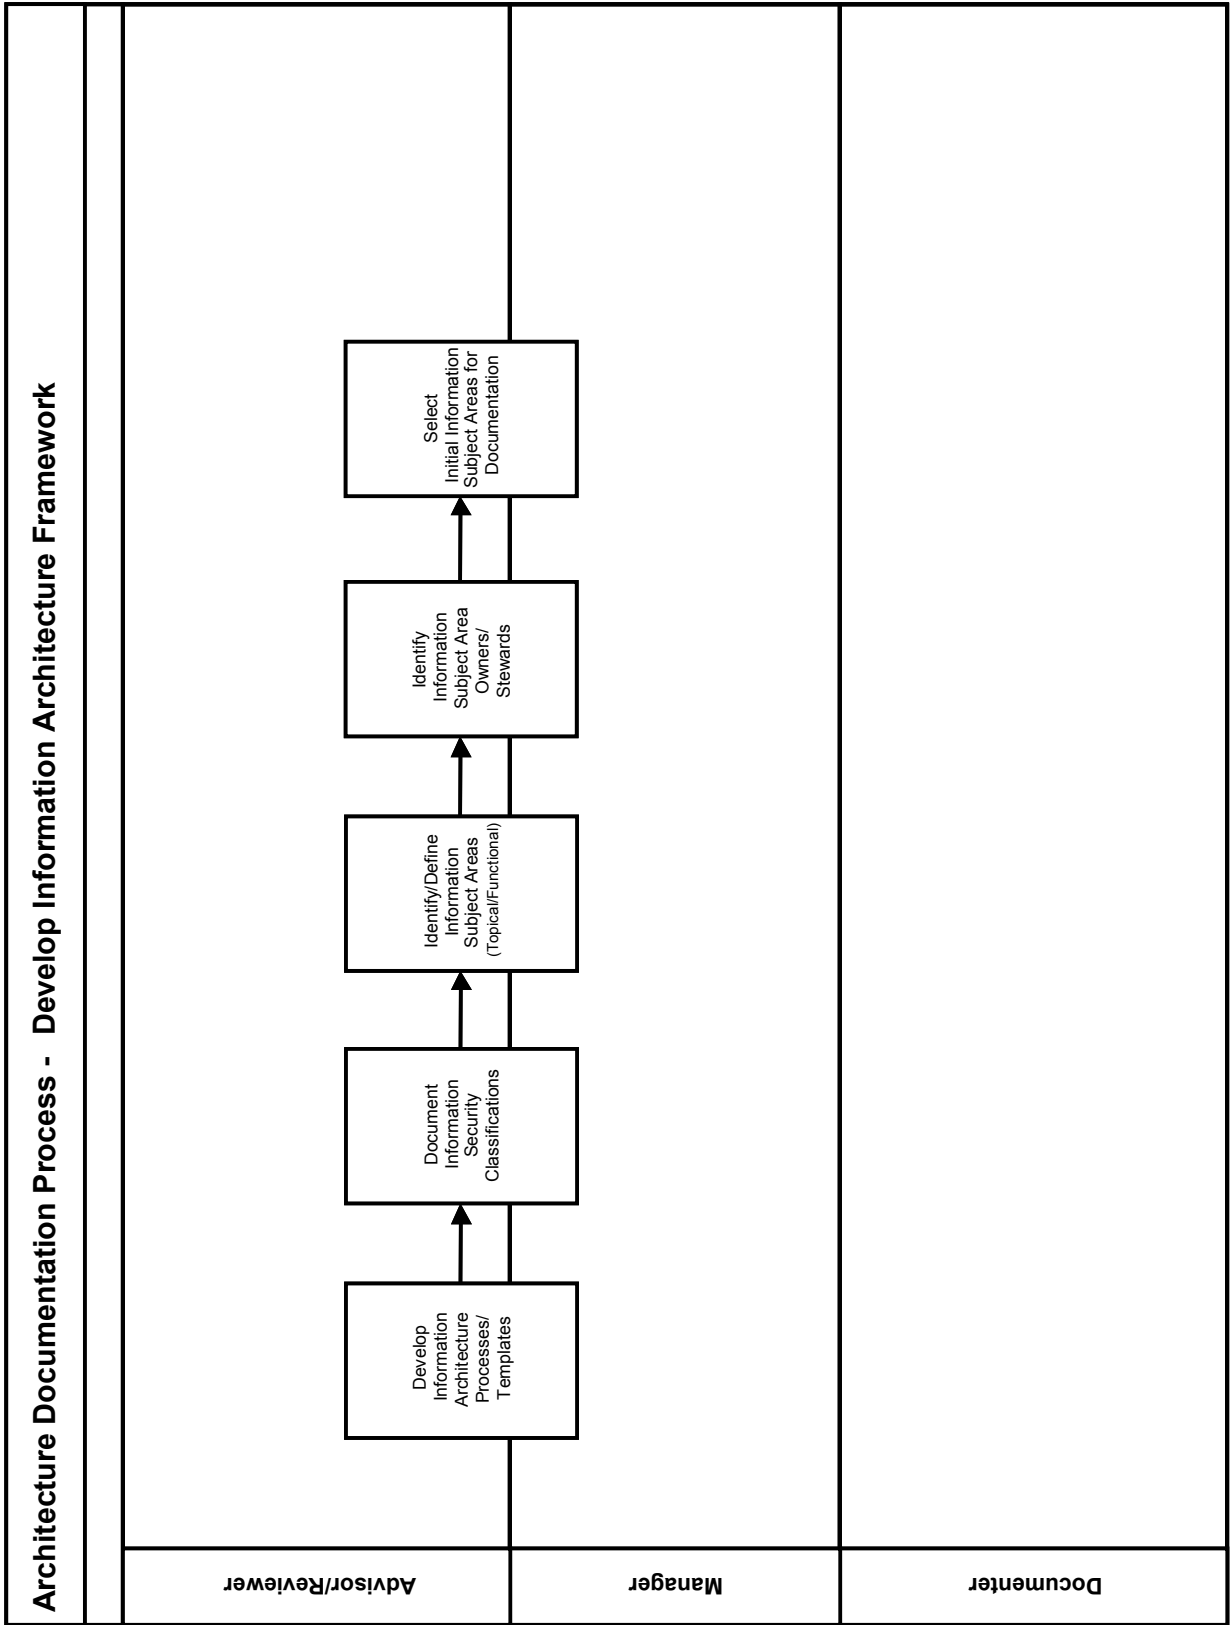 Architecture Documentation Process - Develop Information Architecture Framework
Advisor/Reviewer
Develop
Information
Architecture
Processes/
Templates
Document
Information
Security
Classifications
Identify/Define
Information
Subject Areas
(Topical/Functional)
Identify
Information
Subject Area
Owners/
Stewards
Select
Initial Information
Subject Areas for
Documentation
Manager
Documenter